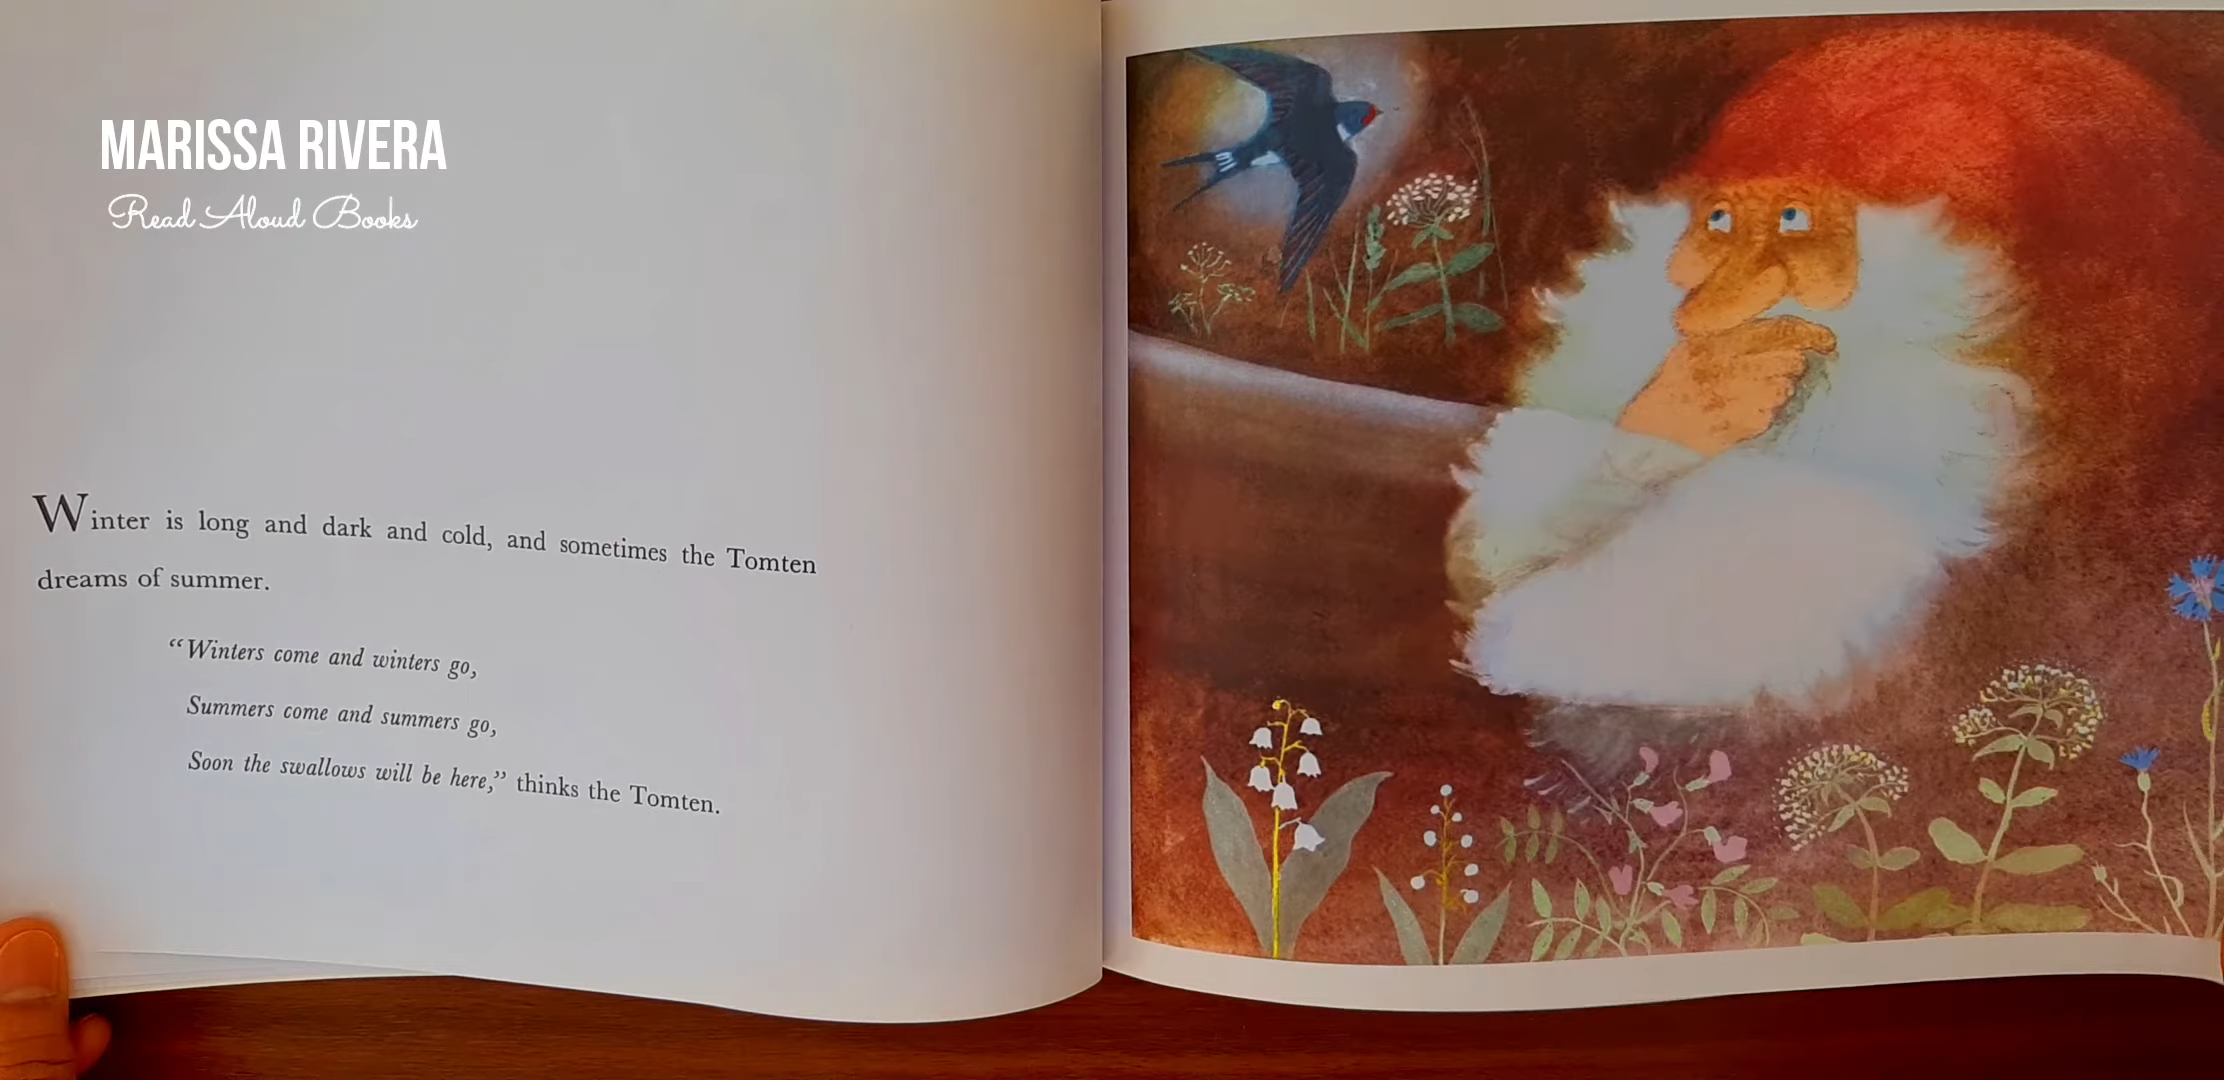 MARISSA RIVERA
Read Aloud Books
Winter is long and dark and cold, and sometimes the Tomten
dreams of summer.
“Winters come and winters go,
Summers come and summers go,
Soon the swallows will be here,” thinks the Tomten.